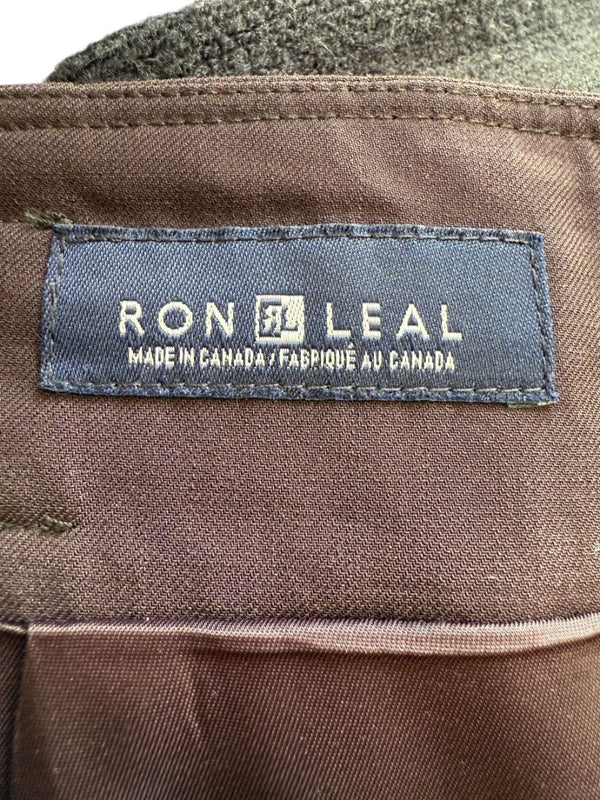 RON RL LEAL
MADE IN CANADA / FABRIQUÉ AU CANADA